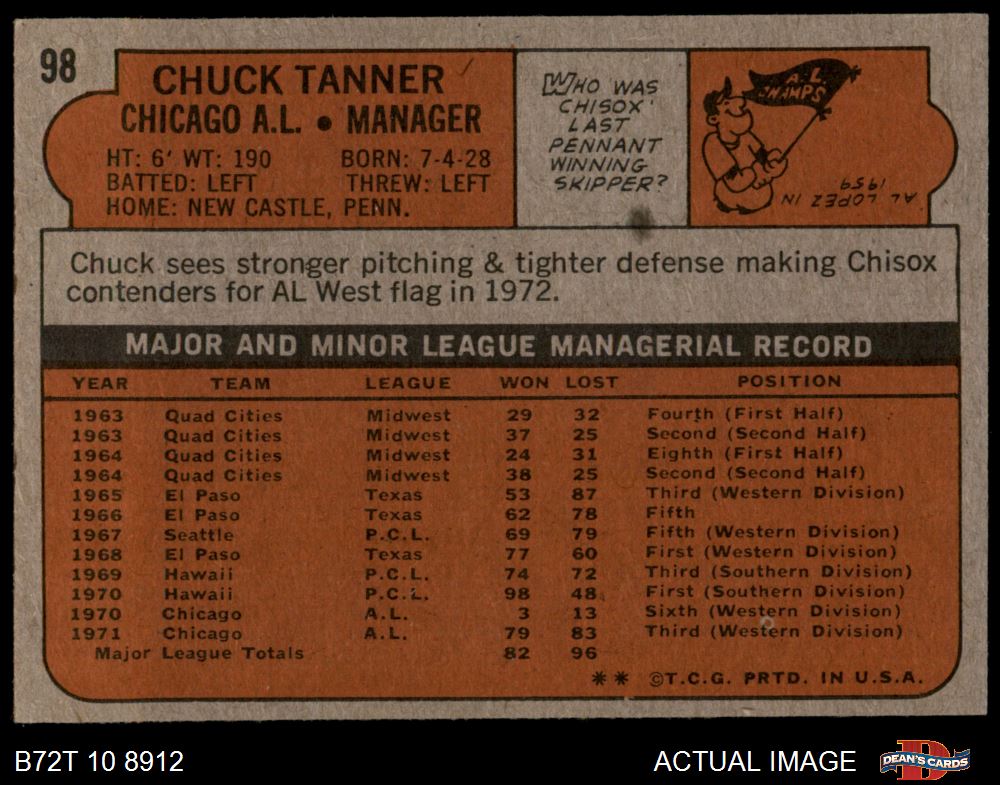 98
CHUCK TANNER
CHICAGO A.L. • MANAGER
HT: 6' WT: 190 BORN: 7-4-28
BATTED: LEFT THREW: LEFT
HOME: NEW CASTLE, PENN.
WHO WAS
CHISOX'
LAST
PENNANT
WINNING
SKIPPER?
A.L.
CHAMPS
AL LOPEZ IN
1959
Chuck sees stronger pitching & tighter defense making Chisox
contenders for AL West flag in 1972.
MAJOR AND MINOR LEAGUE MANAGERIAL RECORD
YEAR TEAM LEAGUE WON LOST POSITION
1963 Quad Cities Midwest 29 32 Fourth (First Half)
1963 Quad Cities Midwest 37 25 Second (Second Half)
1964 Quad Cities Midwest 24 31 Eighth (First Half)
1964 Quad Cities Midwest 38 25 Second (Second Half)
1965 El Paso Texas 53 87 Third (Western Division)
1966 El Paso Texas 62 78 Fifth
1967 Seattle P.C.L. 69 79 Fifth (Western Division)
1968 El Paso Texas 77 60 First (Western Division)
1969 Hawaii P.C.L. 74 72 Third (Southern Division)
1970 Hawaii P.C.L. 98 48 First (Southern Division)
1970 Chicago A.L. 3 13 Sixth (Western Division)
1971 Chicago A.L. 79 83 Third (Western Division)
Major League Totals 82 96
** ©T.C.G. PRTD. IN U.S.A.
B72T 10 8912 ACTUAL IMAGE DEAN'S CARDS